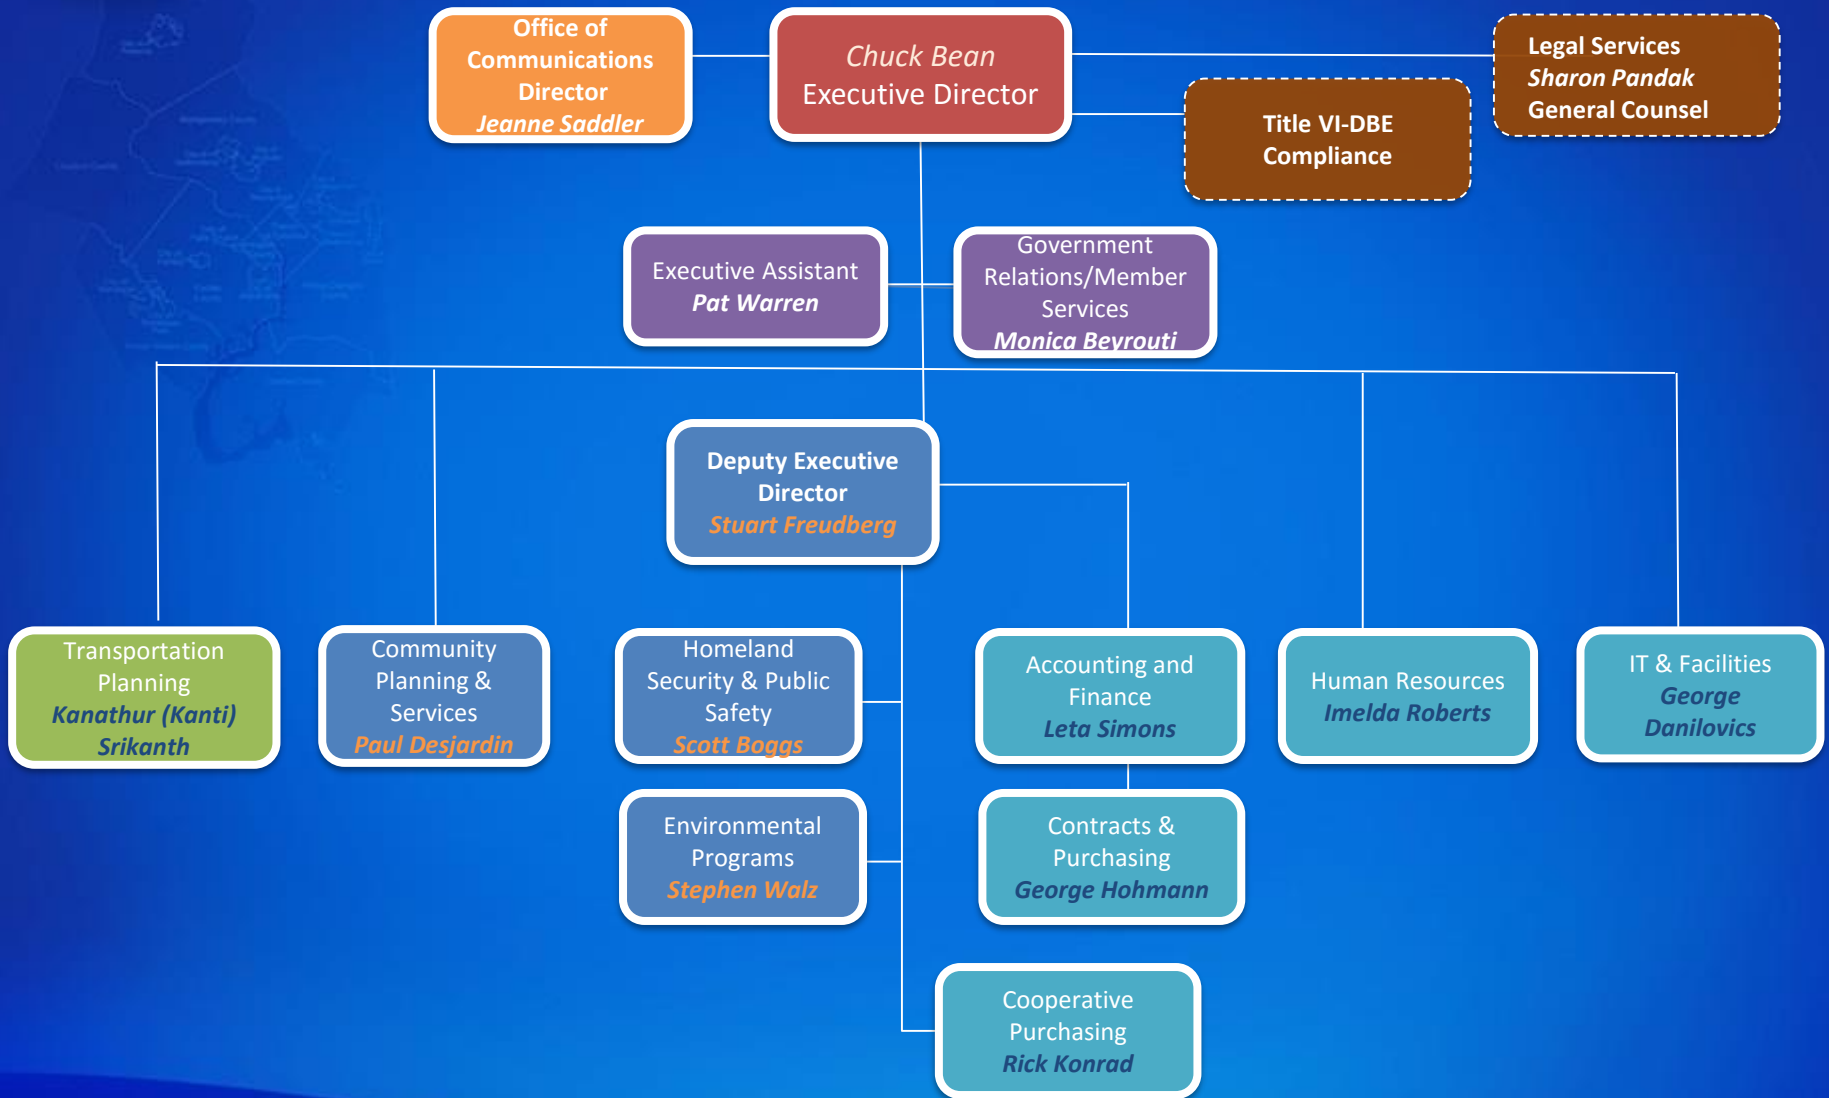 Office of
Communications
Director
Jeanne Saddler
Chuck Bean
Executive Director
Legal Services
Sharon Pandak
General Counsel
Title VI-DBE
Compliance
Executive Assistant
Pat Warren
Government
Relations/Member
Services
Monica Beyrouti
Deputy Executive
Director
Stuart Freudberg
Transportation
Planning
Kanathur (Kanti)
Srikanth
Community
Planning &
Services
Paul Desjardin
Homeland
Security & Public
Safety
Scott Boggs
Accounting and
Finance
Leta Simons
Human Resources
Imelda Roberts
IT & Facilities
George
Danilovics
Environmental
Programs
Stephen Walz
Contracts &
Purchasing
George Hohmann
Cooperative
Purchasing
Rick Konrad